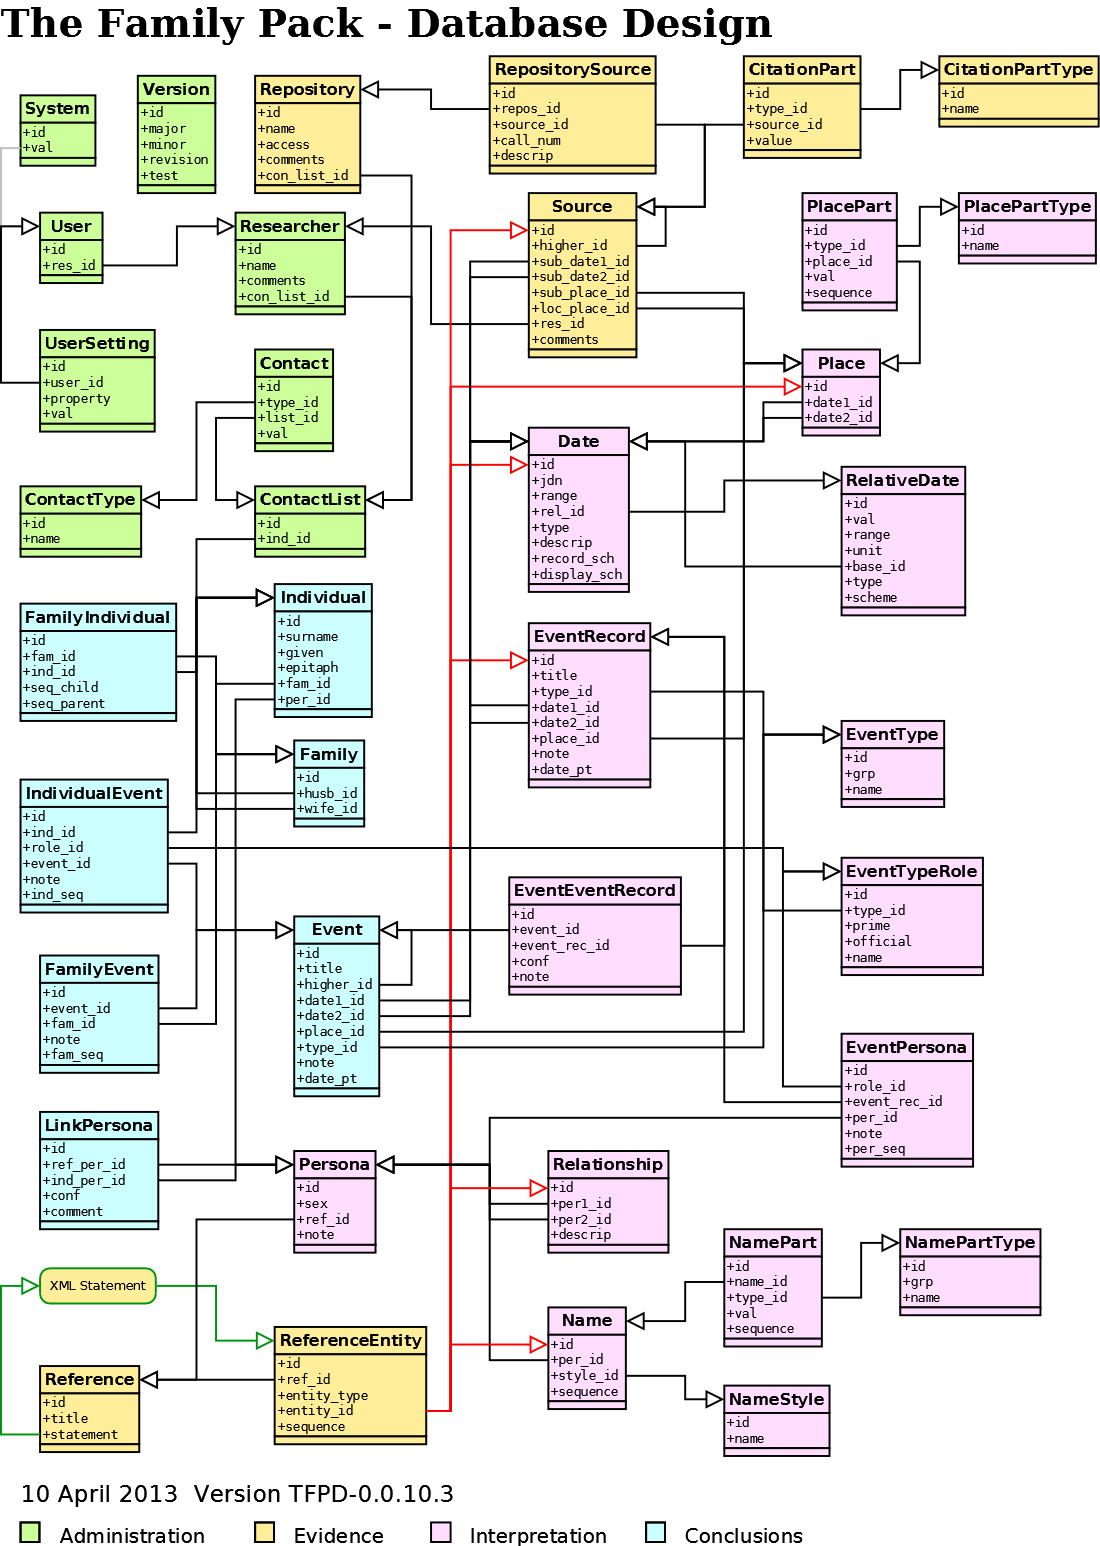 The Family Pack - Database Design
System
+id
+val
Version
+id
+major
+minor
+revision
+test
Repository
+id
+name
+access
+comments
+con_list_id
RepositorySource
+id
+repos_id
+source_id
+call_num
+descrip
CitationPart
+id
+type_id
+source_id
+value
CitationPartType
+id
+name
User
+id
+res_id
Researcher
+id
+name
+comments
+con_list_id
Source
+id
+higher_id
+sub_date1_id
+sub_date2_id
+sub_place_id
+loc_place_id
+res_id
+comments
PlacePart
+id
+type_id
+place_id
+val
+sequence
PlacePartType
+id
+name
UserSetting
+id
+user_id
+property
+val
Contact
+id
+type_id
+list_id
+val
Place
+id
+date1_id
+date2_id
ContactType
+id
+name
ContactList
+id
+ind_id
Date
+id
+jdn
+range
+rel_id
+type
+descrip
+record_sch
+display_sch
RelativeDate
+id
+val
+range
+unit
+base_id
+type
+scheme
FamilyIndividual
+id
+fam_id
+ind_id
+seq_child
+seq_parent
Individual
+id
+surname
+given
+epitaph
+fam_id
+per_id
EventRecord
+id
+title
+type_id
+date1_id
+date2_id
+place_id
+note
+date_pt
Family
+id
+husb_id
+wife_id
EventType
+id
+grp
+name
IndividualEvent
+id
+ind_id
+role_id
+event_id
+note
+ind_seq
EventTypeRole
+id
+type_id
+prime
+official
+name
EventEventRecord
+id
+event_id
+event_rec_id
+conf
+note
Event
+id
+title
+higher_id
+date1_id
+date2_id
+place_id
+type_id
+note
+date_pt
FamilyEvent
+id
+event_id
+fam_id
+note
+fam_seq
EventPersona
+id
+role_id
+event_rec_id
+per_id
+note
+per_seq
LinkPersona
+id
+ref_per_id
+ind_per_id
+conf
+comment
Persona
+id
+sex
+ref_id
+note
Relationship
+id
+per1_id
+per2_id
+descrip
NamePart
+id
+name_id
+type_id
+val
+sequence
NamePartType
+id
+grp
+name
XML Statement
ReferenceEntity
+id
+ref_id
+entity_type
+entity_id
+sequence
Name
+id
+per_id
+style_id
+sequence
Reference
+id
+title
+statement
NameStyle
+id
+name
10 April 2013  Version TFPD-0.0.10.3
Administration
Evidence
Interpretation
Conclusions